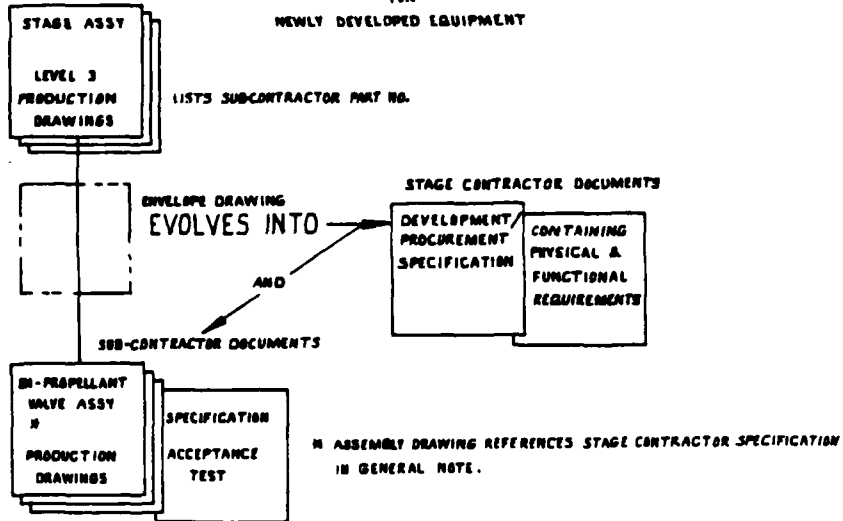 FOR
NEWLY DEVELOPED EQUIPMENT
STAGE ASSY
LEVEL 3
PRODUCTION
DRAWINGS
LISTS SUBCONTRACTOR PART NO.
ENVELOPE DRAWING
EVOLVES INTO
AND
STAGE CONTRACTOR DOCUMENTS
DEVELOPMENT/
PROCUREMENT
SPECIFICATION
CONTAINING
PHYSICAL &
FUNCTIONAL
REQUIREMENTS
SUB-CONTRACTOR DOCUMENTS
BI-PROPELLANT
VALVE ASSY
*
PRODUCTION
DRAWINGS
SPECIFICATION
ACCEPTANCE
TEST
* ASSEMBLY DRAWING REFERENCES STAGE CONTRACTOR SPECIFICATION
IN GENERAL NOTE.